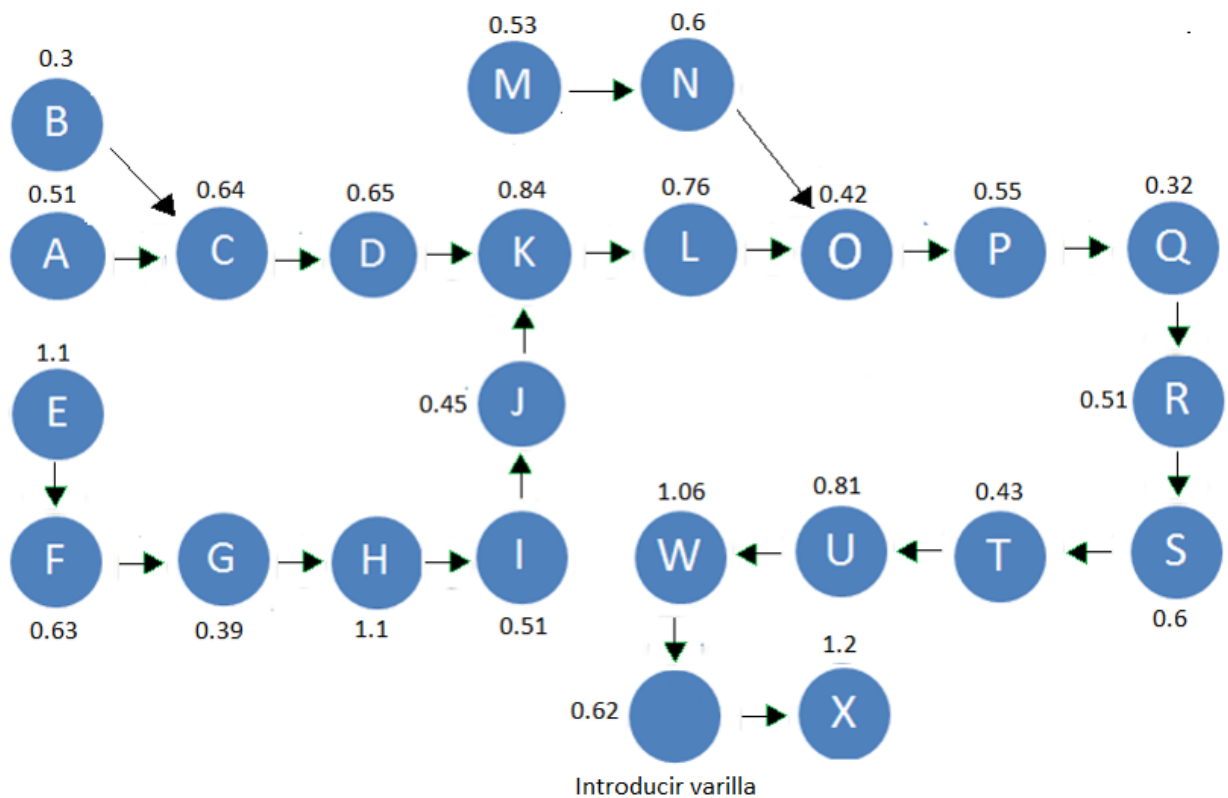 0.53
0.6
0.3
M
N
B
0.51
0.64
0.65
0.84
0.76
0.42
0.55
0.32
A
C
D
K
L
O
P
Q
1.1
E
0.45
J
0.51
R
1.06
0.81
0.43
F
G
H
I
W
U
T
S
0.63
0.39
1.1
0.51
0.6
1.2
0.62
X
Introducir varilla